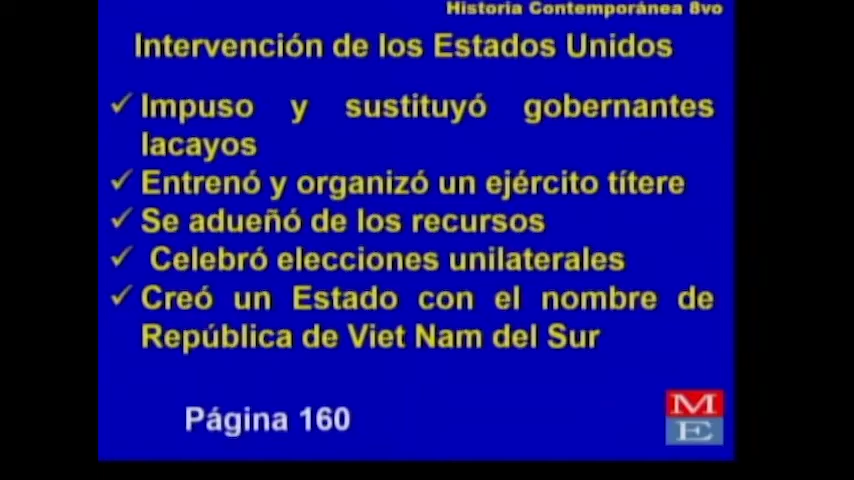 Historia Contemporánea 8vo
Intervención de los Estados Unidos
✓ Impuso y sustituyó gobernantes
lacayos
✓ Entrenó y organizó un ejército títere
✓ Se adueñó de los recursos
✓ Celebró elecciones unilaterales
✓ Creó un Estado con el nombre de
República de Viet Nam del Sur
Página 160
M
E